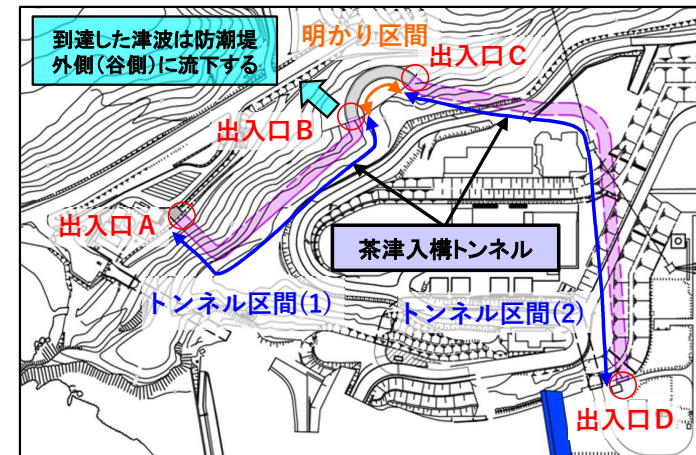 到達した津波は防潮堤
外側(谷側)に流下する
明かり区間
出入口C
出入口B
出入口A
茶津入構トンネル
トンネル区間(1)
トンネル区間(2)
出入口D